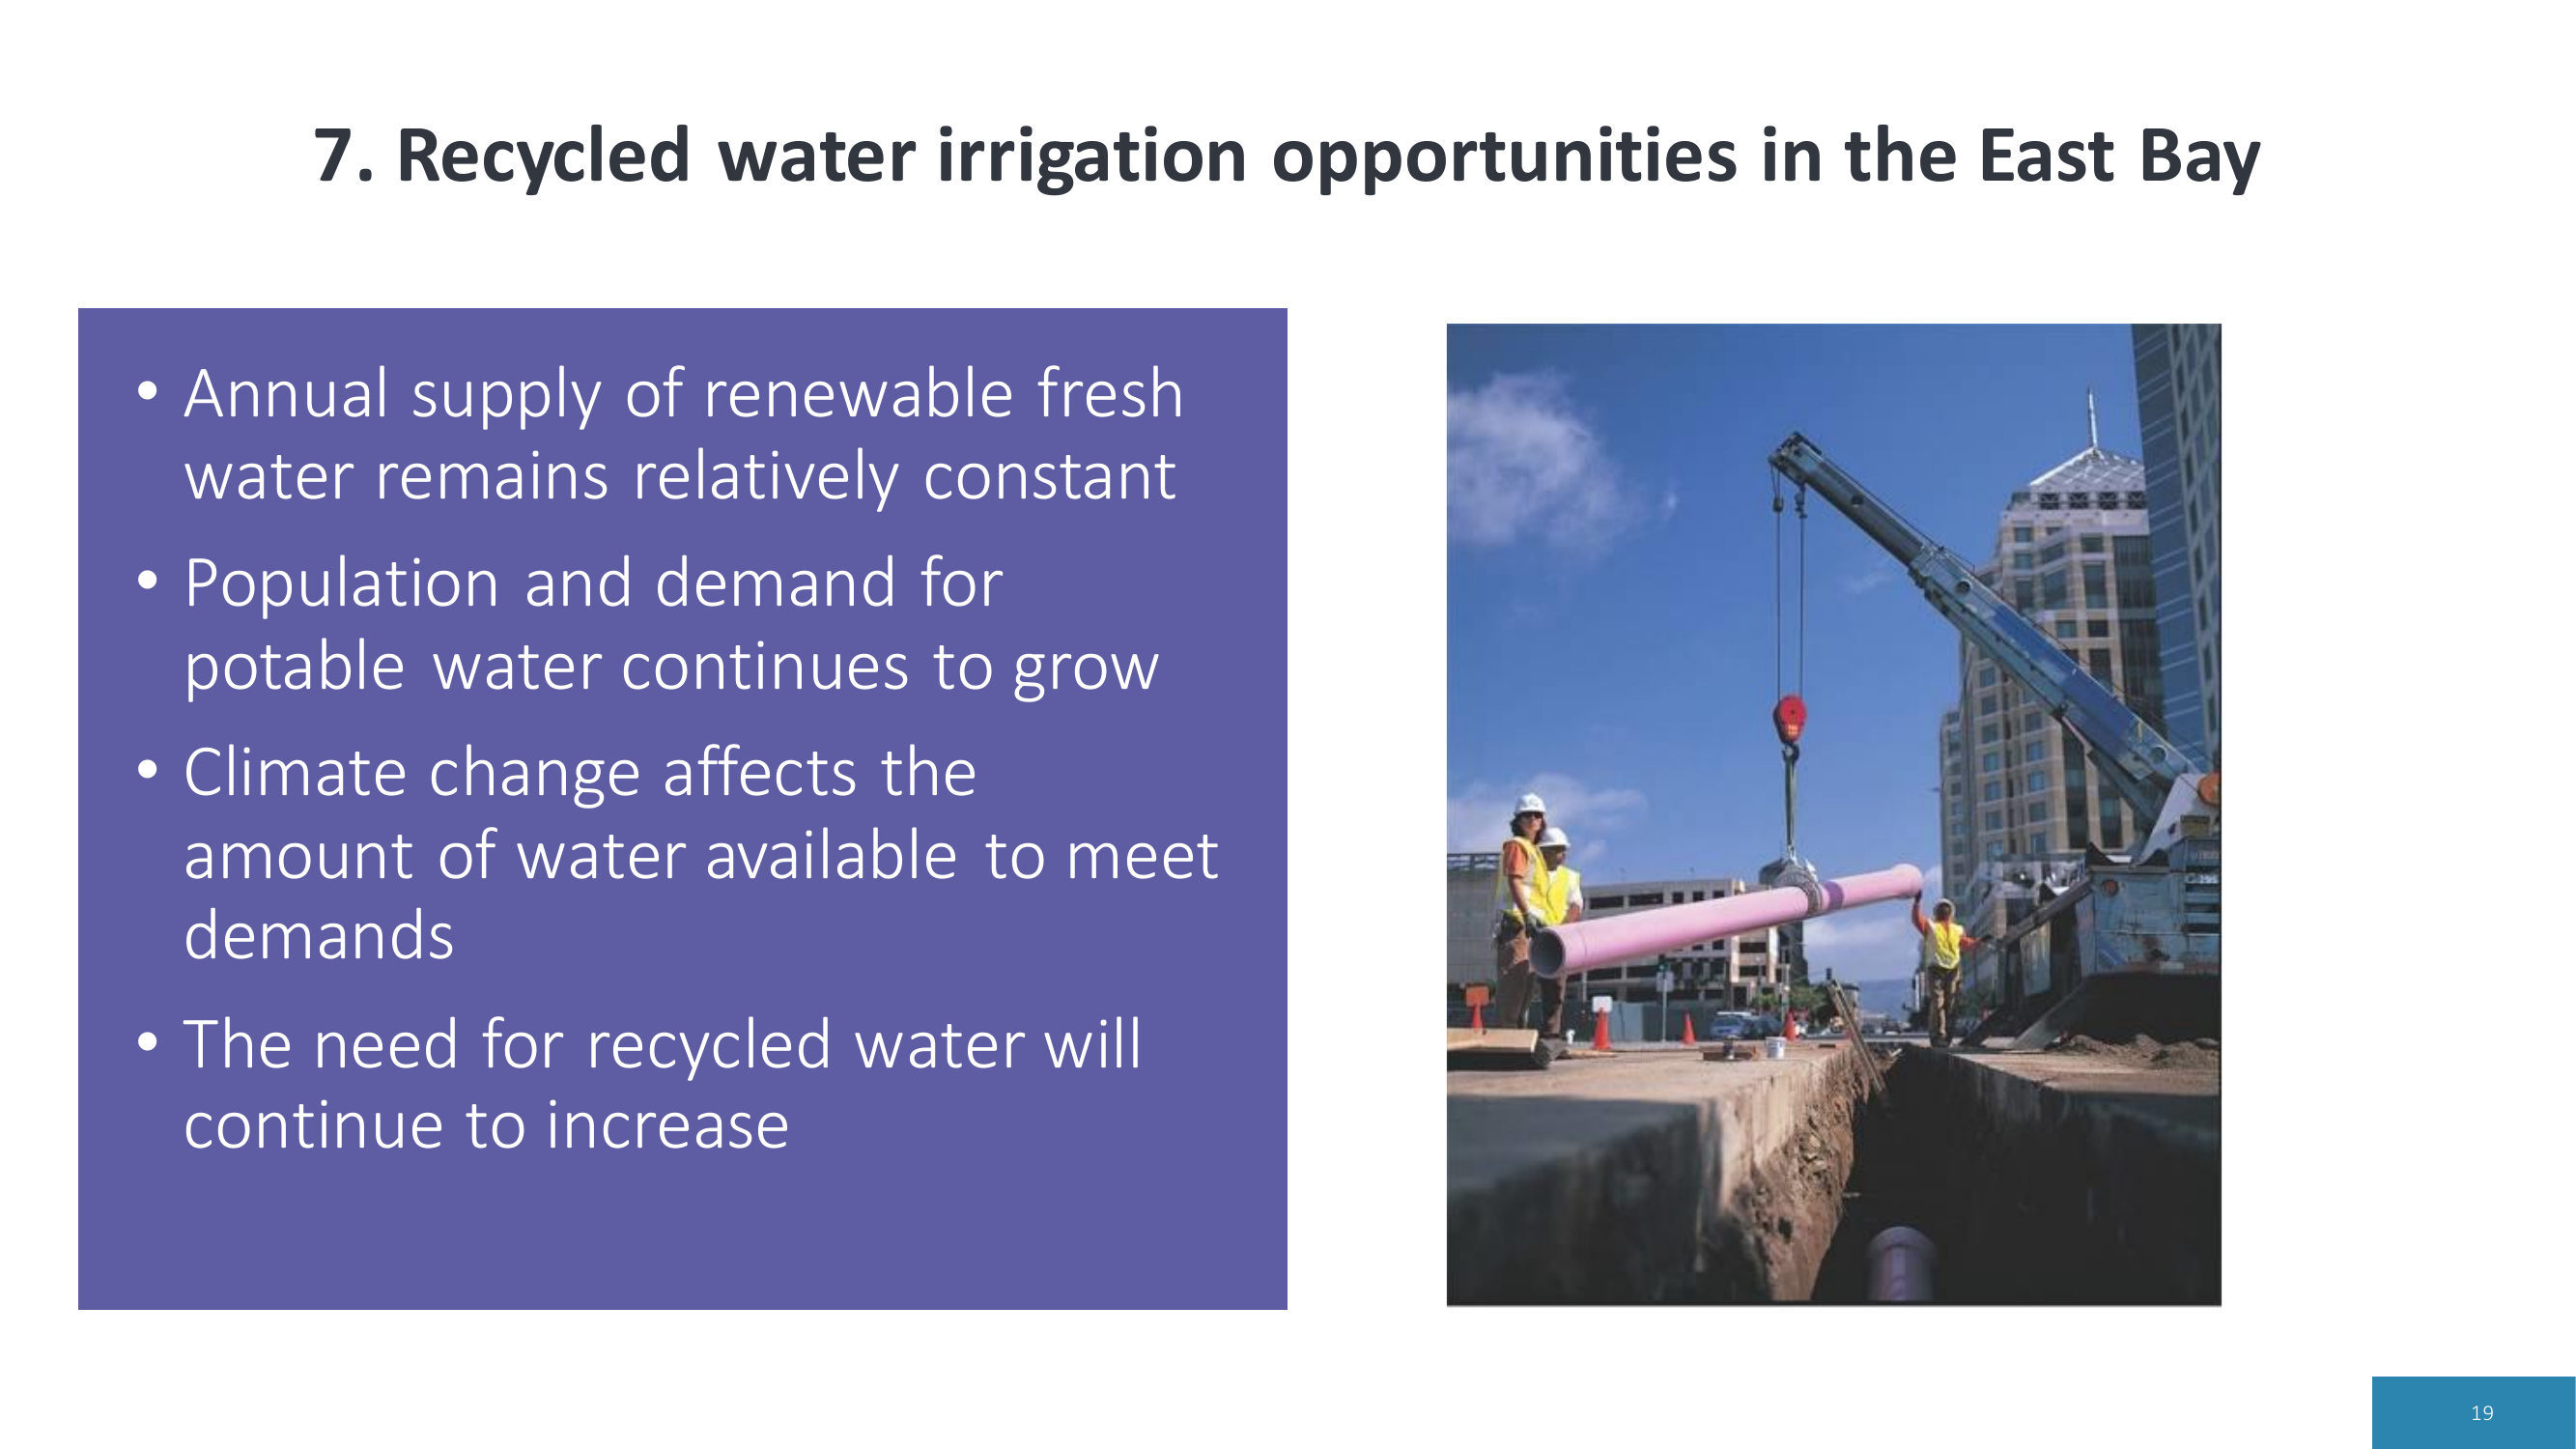 7. Recycled water irrigation opportunities in the East Bay
• Annual supply of renewable fresh
water remains relatively constant
• Population and demand for
potable water continues to grow
• Climate change affects the
amount of water available to meet
demands
• The need for recycled water will
continue to increase
19